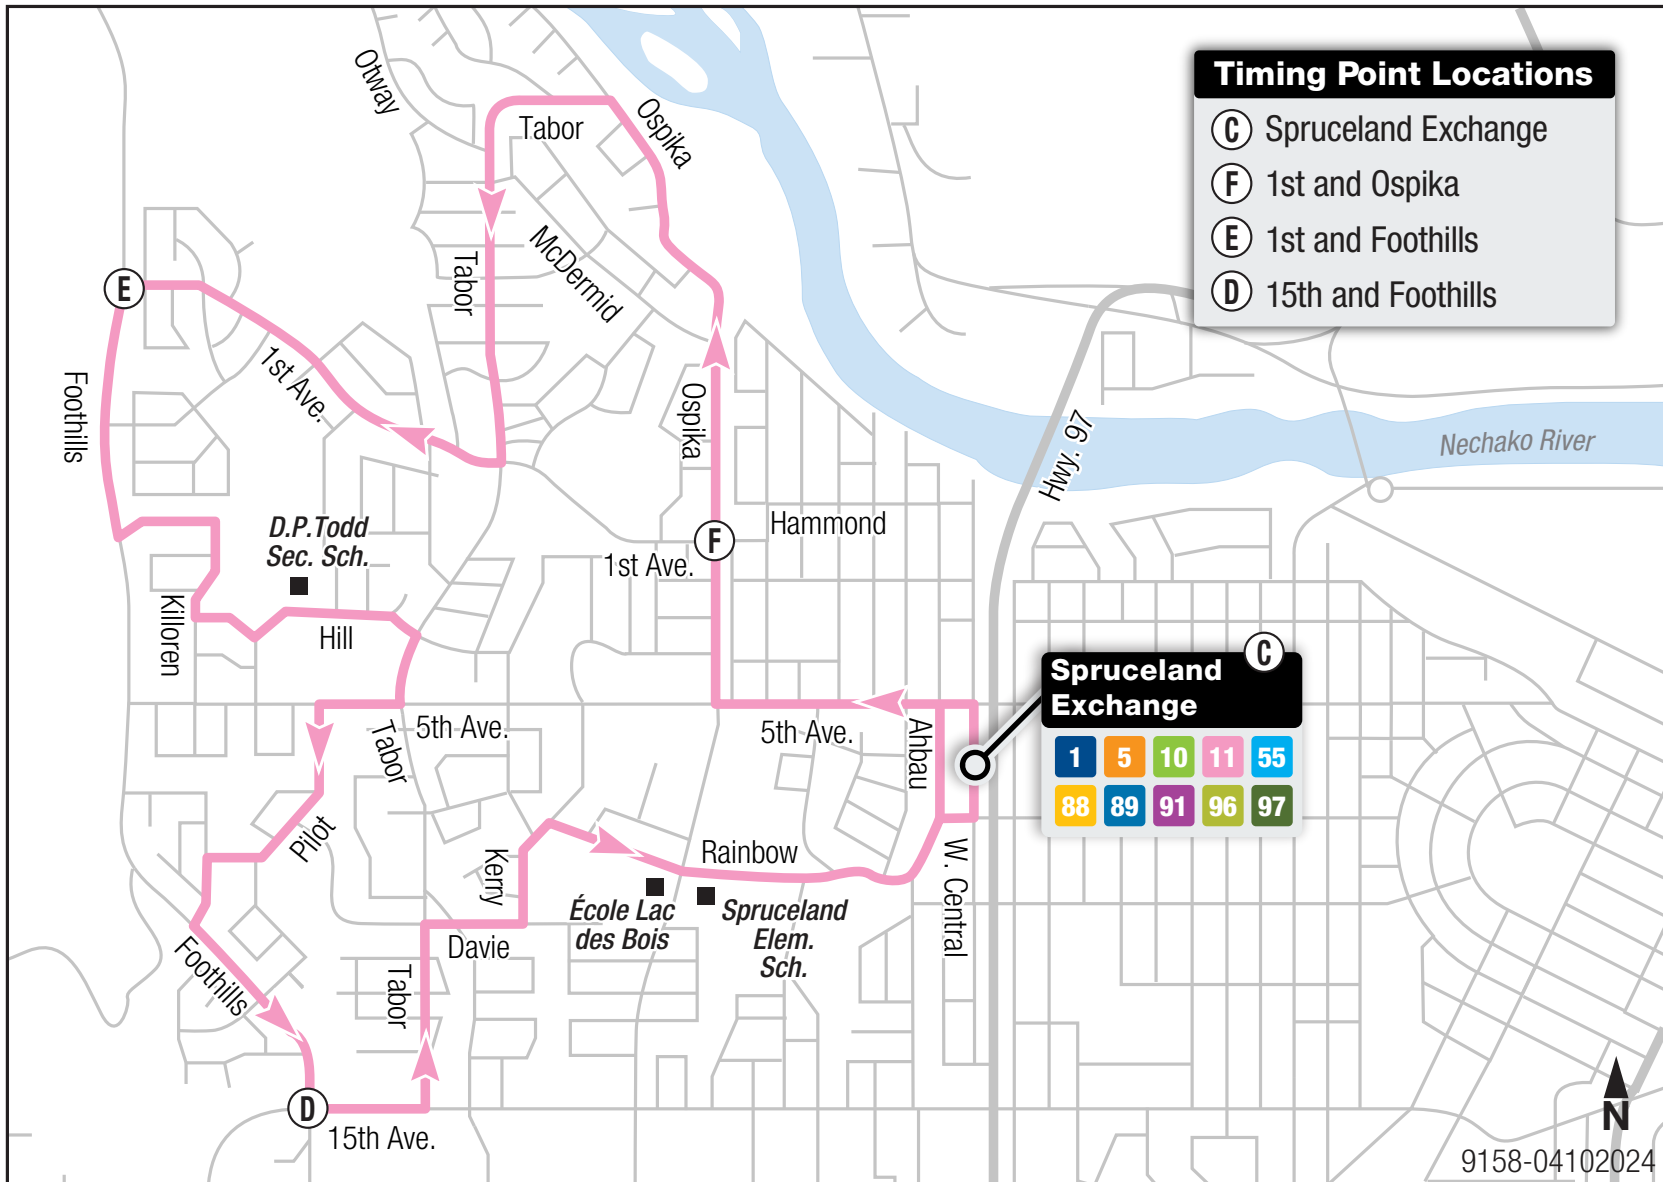 Timing Point Locations
C Spruceland Exchange
F 1st and Ospika
E 1st and Foothills
D 15th and Foothills
Otway
Tabor
Ospika
McDermid
Tabor
E
1st Ave.
Foothills
Ospika
Hwy. 97
Nechako River
D.P.Todd
Sec. Sch.
Hammond
F
1st Ave.
Killoren
Hill
C
Spruceland
Exchange
1 5 10 11 55
88 89 91 96 97
5th Ave.
5th Ave.
Tabor
Ahbau
Pilot
Kerry
Rainbow
W. Central
École Lac
des Bois
Spruceland
Elem.
Sch.
Davie
Foothills
Tabor
D
15th Ave.
N
9158-04102024